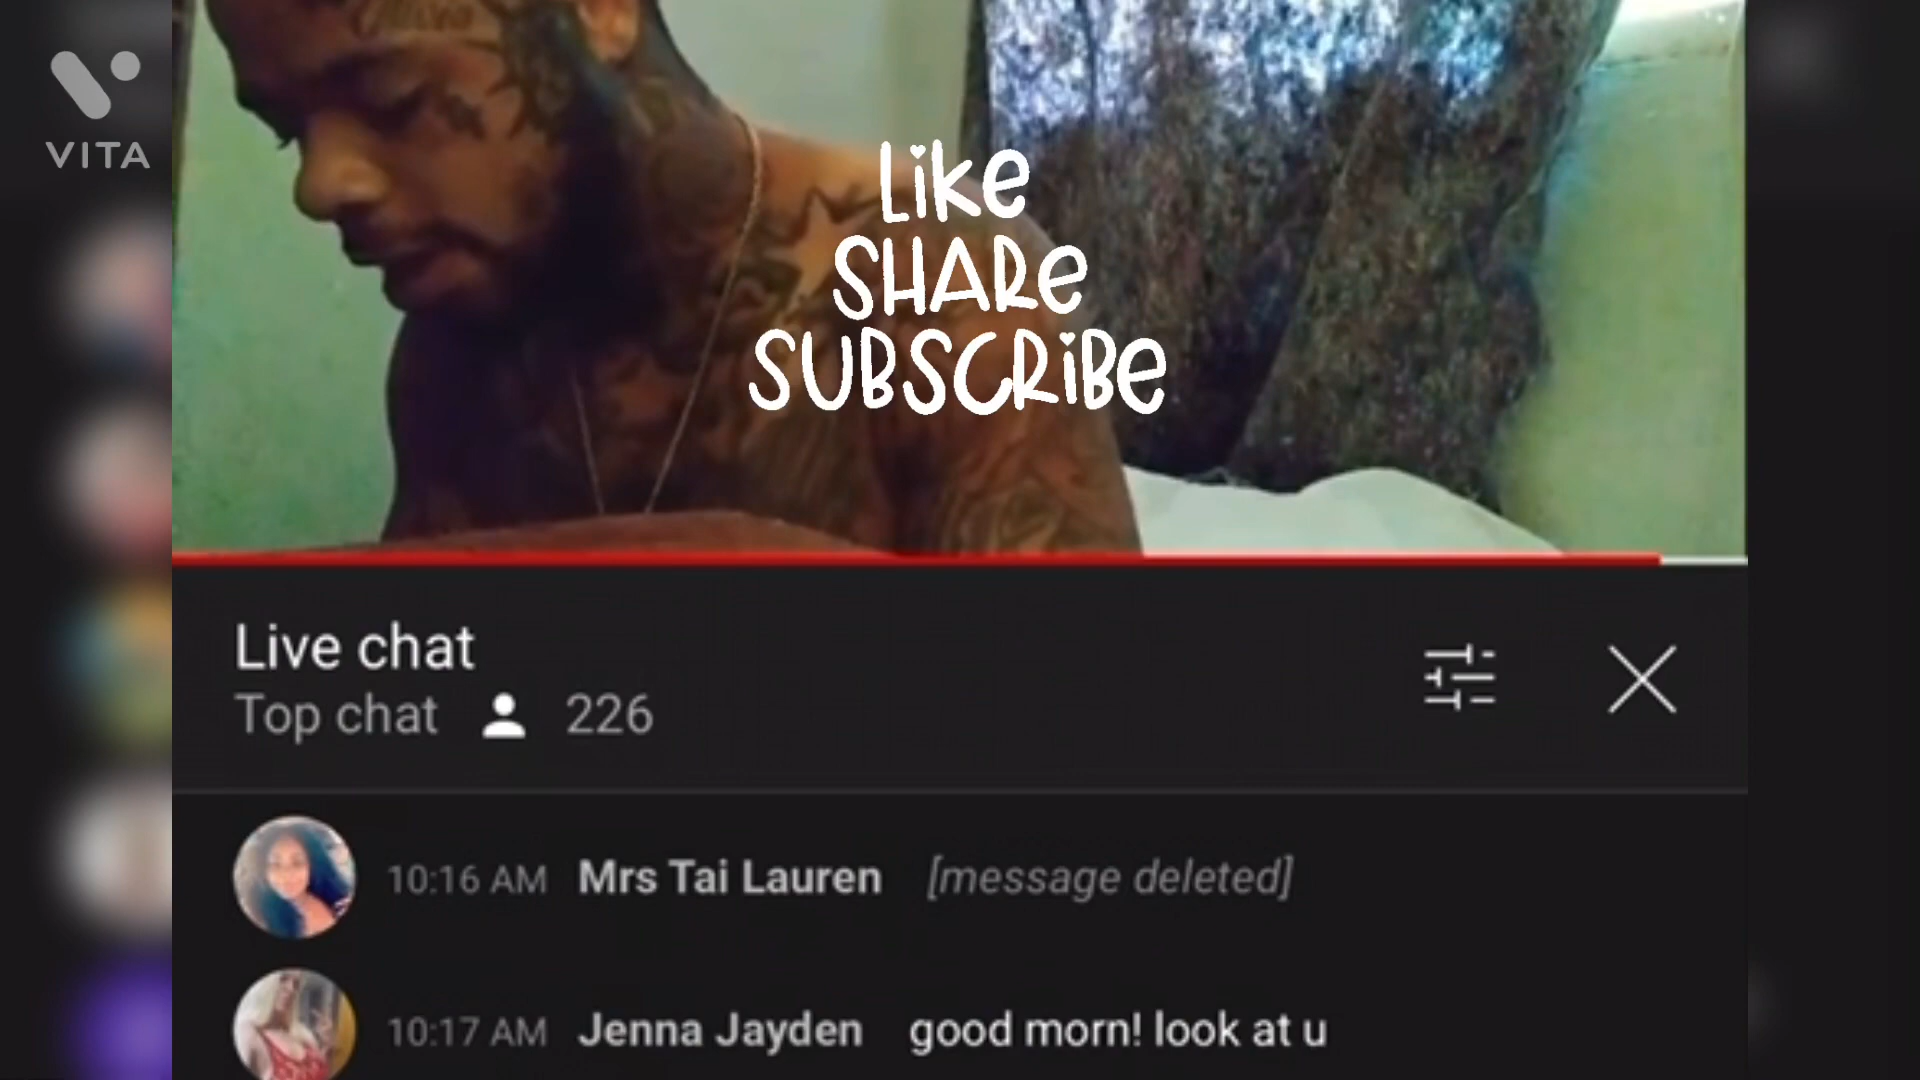 VITA
Like
SHARe
SUBSCRiBe
Live chat
Top chat 226
10:16 AM Mrs Tai Lauren [message deleted]
10:17 AM Jenna Jayden good morn! look at u